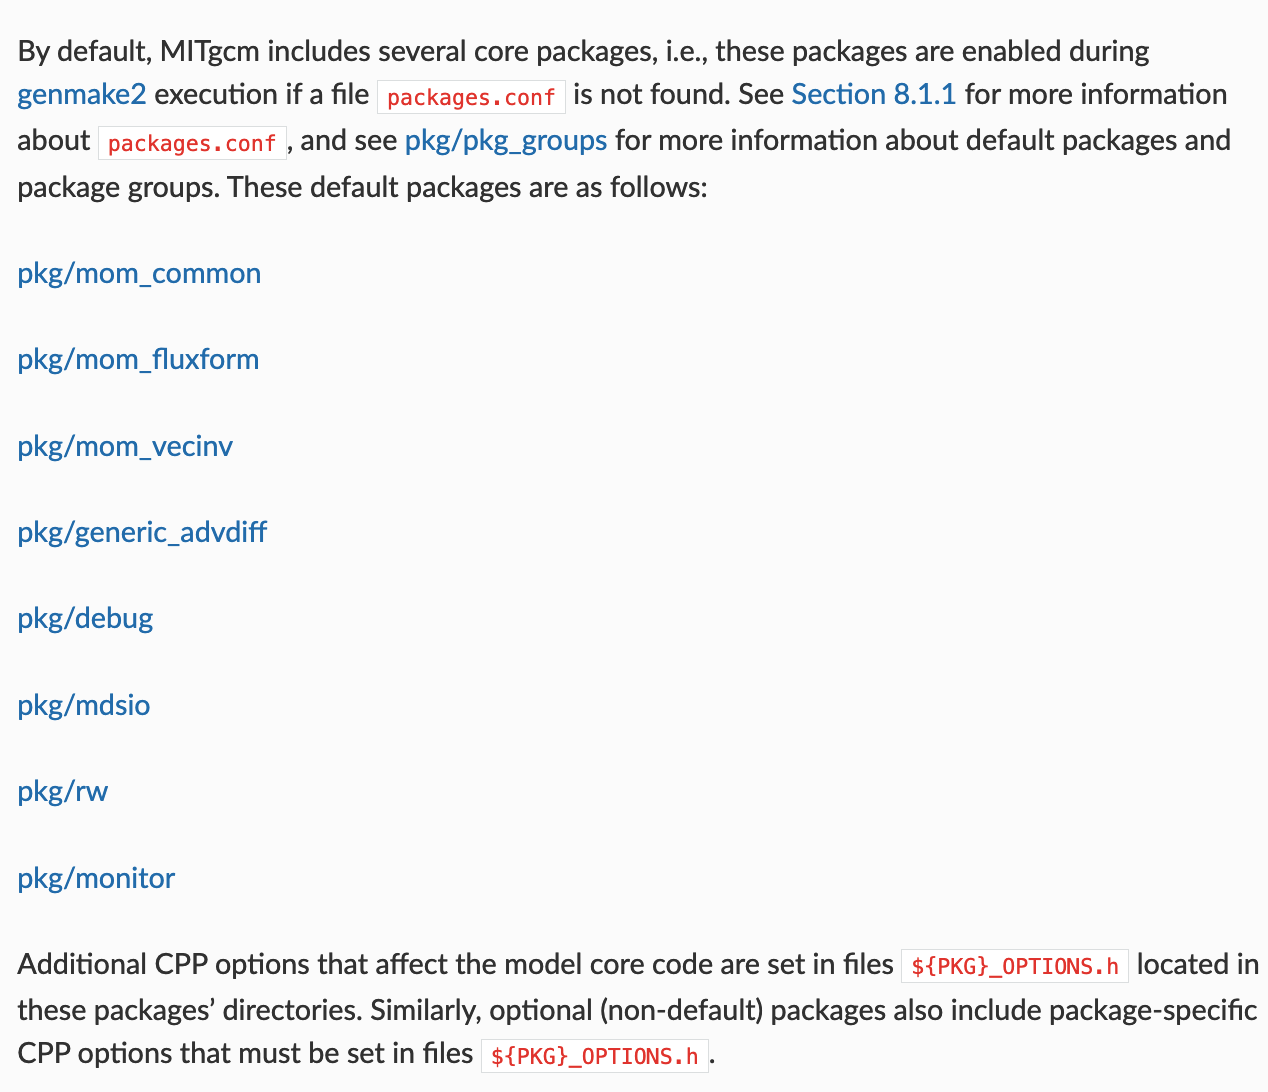 By default, MITgcm includes several core packages, i.e., these packages are enabled during
genmake2 execution if a file packages.conf is not found. See Section 8.1.1 for more information
about packages.conf, and see pkg/pkg_groups for more information about default packages and
package groups. These default packages are as follows:
pkg/mom_common
pkg/mom_fluxform
pkg/mom_vecinv
pkg/generic_advdiff
pkg/debug
pkg/mdsio
pkg/rw
pkg/monitor
Additional CPP options that affect the model core code are set in files ${PKG}_OPTIONS.h located in
these packages’ directories. Similarly, optional (non-default) packages also include package-specific
CPP options that must be set in files ${PKG}_OPTIONS.h.